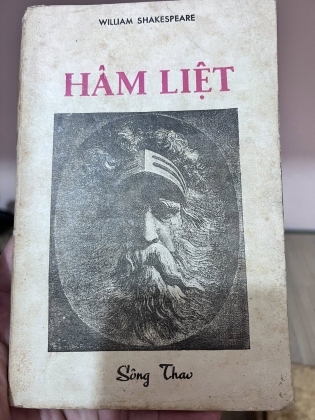 WILLIAM SHAKESPEARE
HÂM LIỆT
Sông Thao